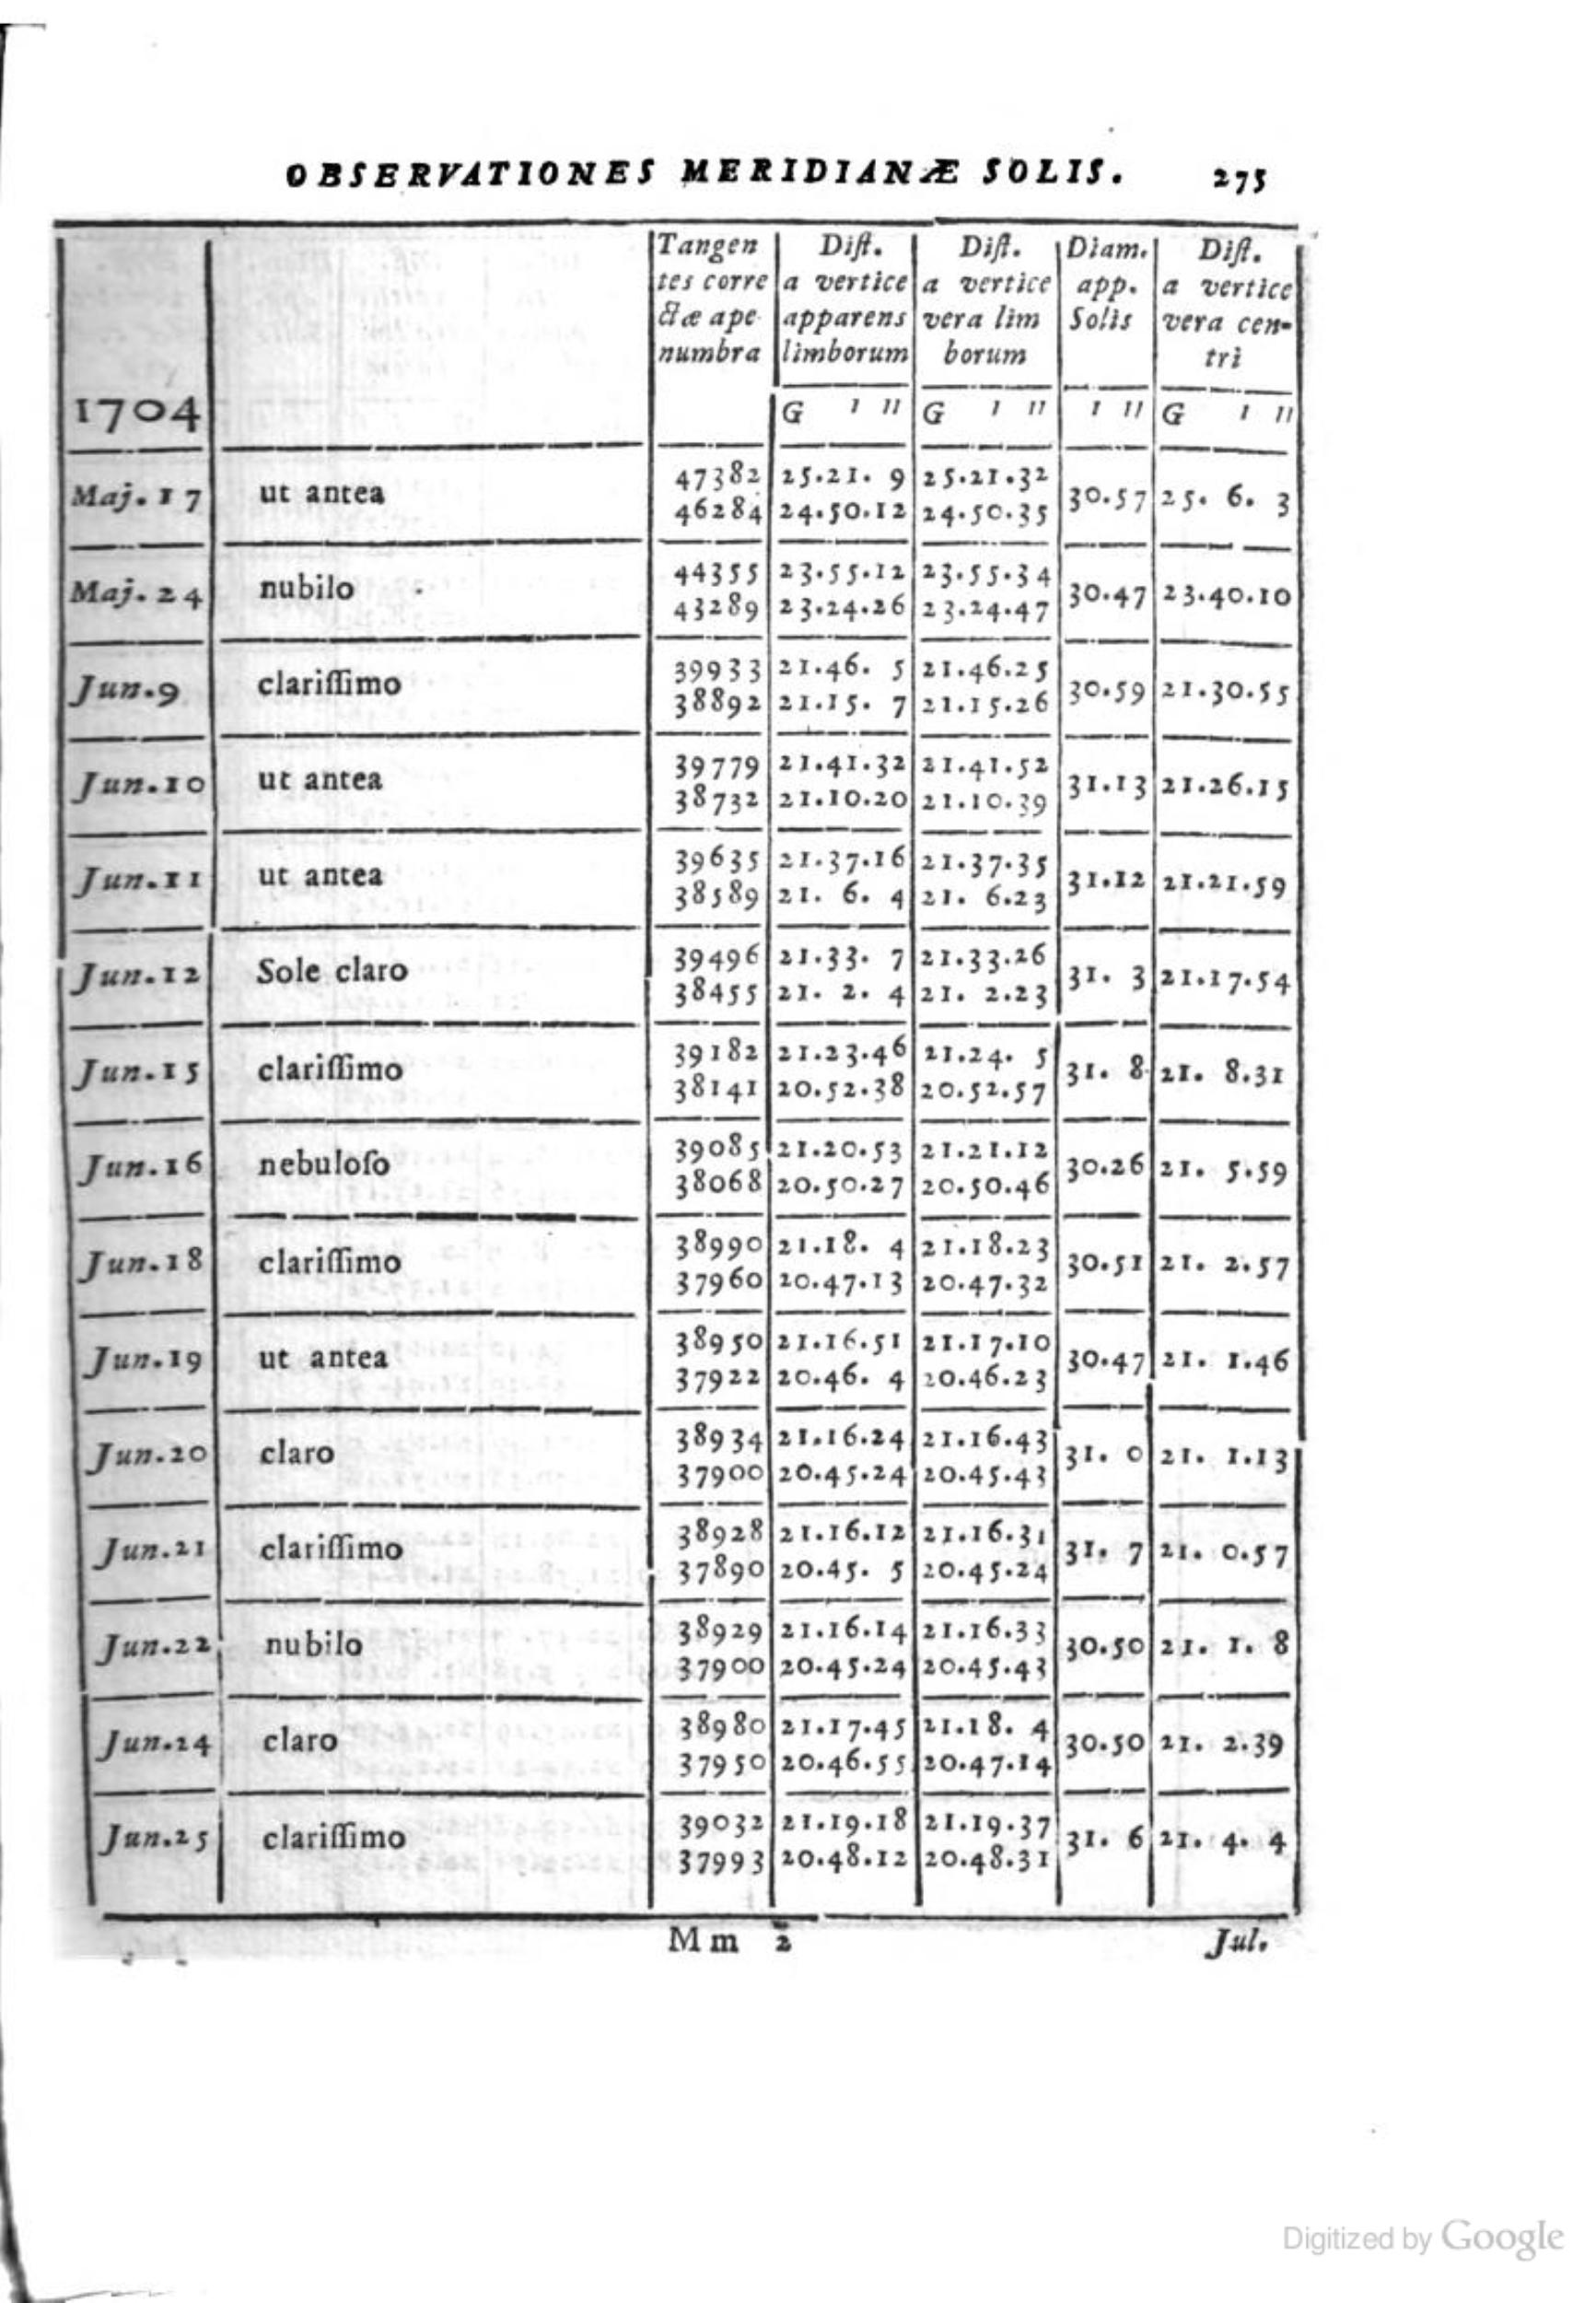 OBSERVATIONES MERIDIANÆ SOLIS. 275
Tangen Dist. Dist. Diam. Dist.
tes corre a vertice a vertice app. a vertice
ctæ ape apparens vera lim Solis vera cen-
numbra limborum borum tri
1704 G ı ıı G ı ıı ı ıı G ı ıı
47382 25.21. 9 25.21.32
Maj.17 ut antea 30.57 25. 6. 3
46284 24.50.12 24.50.35
44355 23.55.12 23.55.34
Maj.24 nubilo 30.47 23.40.10
43289 23.24.26 23.24.47
39933 21.46. 5 21.46.25
Jun.9 clariſſimo 30.59 21.30.55
38892 21.15. 7 21.15.26
39779 21.41.32 21.41.52
Jun.10 ut antea 31.13 21.26.15
38732 21.10.20 21.10.39
39635 21.37.16 21.37.35
Jun.11 ut antea 31.12 21.21.59
38589 21. 6. 4 21. 6.23
39496 21.33. 7 21.33.26
Jun.12 Sole claro 31. 3 21.17.54
38455 21. 2. 4 21. 2.23
39182 21.23.46 21.24. 5
Jun.15 clariſſimo 31. 8 21. 8.31
38141 20.52.38 20.52.57
39085 21.20.53 21.21.12
Jun.16 nebuloſo 30.26 21. 5.59
38068 20.50.27 20.50.46
38990 21.18. 4 21.18.23
Jun.18 clariſſimo 30.51 21. 2.57
37960 20.47.13 20.47.32
38950 21.16.51 21.17.10
Jun.19 ut antea 30.47 21. 1.46
37922 20.46. 4 20.46.23
38934 21.16.24 21.16.43
Jun.20 claro 31. 0 21. 1.13
37900 20.45.24 20.45.43
38928 21.16.12 21.16.31
Jun.21 clariſſimo 31. 7 21. 0.57
37890 20.45. 5 20.45.24
38929 21.16.14 21.16.33
Jun.22 nubilo 30.50 21. 1. 8
37900 20.45.24 20.45.43
38980 21.17.45 21.18. 4
Jun.24 claro 30.50 21. 2.39
37950 20.46.55 20.47.14
39032 21.19.18 21.19.37
Jun.25 clariſſimo 31. 6 21. 4. 4
37993 20.48.12 20.48.31
Mm 2 Jul.
Digitized by Google